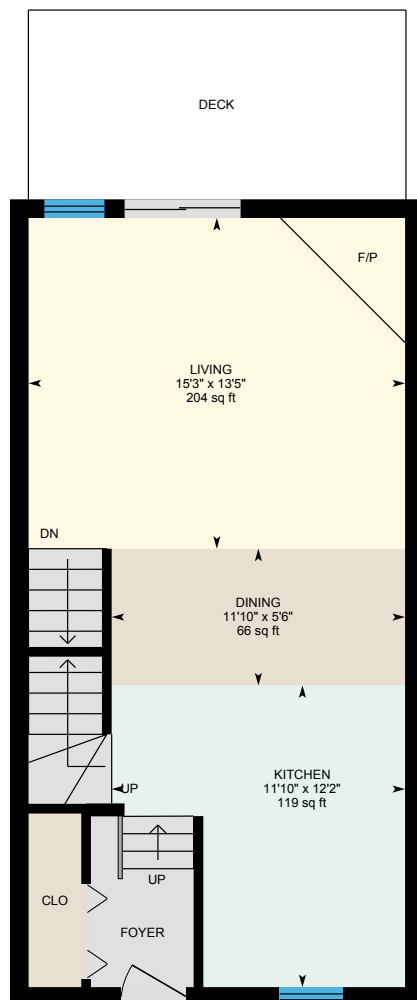 DECK
F/P
LIVING
15'3" x 13'5"
204 sq ft
DN
DINING
11'10" x 5'6"
66 sq ft
KITCHEN
11'10" x 12'2"
119 sq ft
UP
UP
CLO
FOYER